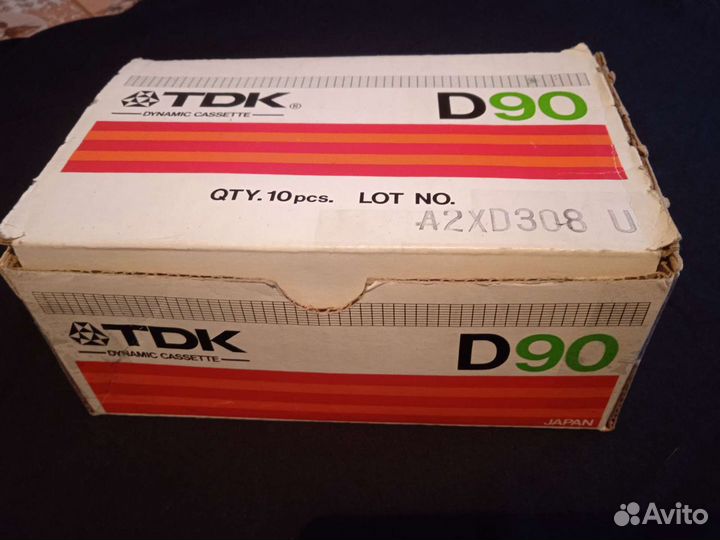 TDK® D90
DYNAMIC CASSETTE
QTY. 10pcs. LOT NO.
A2XD308 U
TDK D90
DYNAMIC CASSETTE
JAPAN
Avito